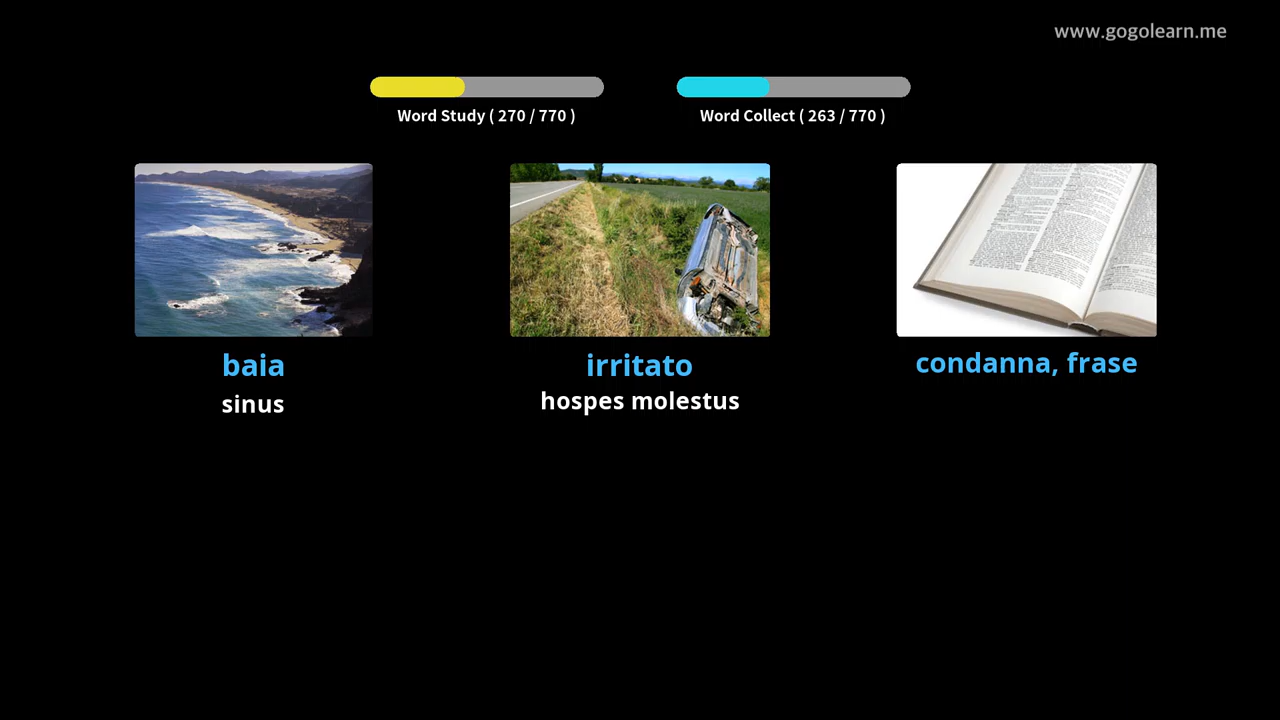 www.gogolearn.me
Word Study ( 270 / 770 )
Word Collect ( 263 / 770 )
baia
sinus
irritato
hospes molestus
condanna, frase